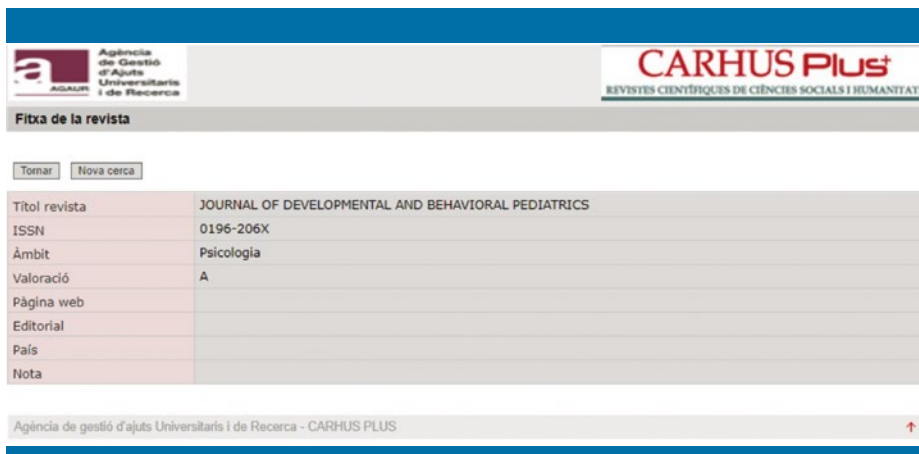 Agència
de Gestió
d'Ajuts
Universitaris
i de Recerca
a
AGAUR
CARHUS Plus+
REVISTES CIENTÍFIQUES DE CIÈNCIES SOCIALS I HUMANITAT
Fitxa de la revista
Tornar Nova cerca
Títol revista JOURNAL OF DEVELOPMENTAL AND BEHAVIORAL PEDIATRICS
ISSN 0196-206X
Àmbit Psicologia
Valoració A
Pàgina web
Editorial
País
Nota
Agència de gestió d'ajuts Universitaris i de Recerca - CARHUS PLUS